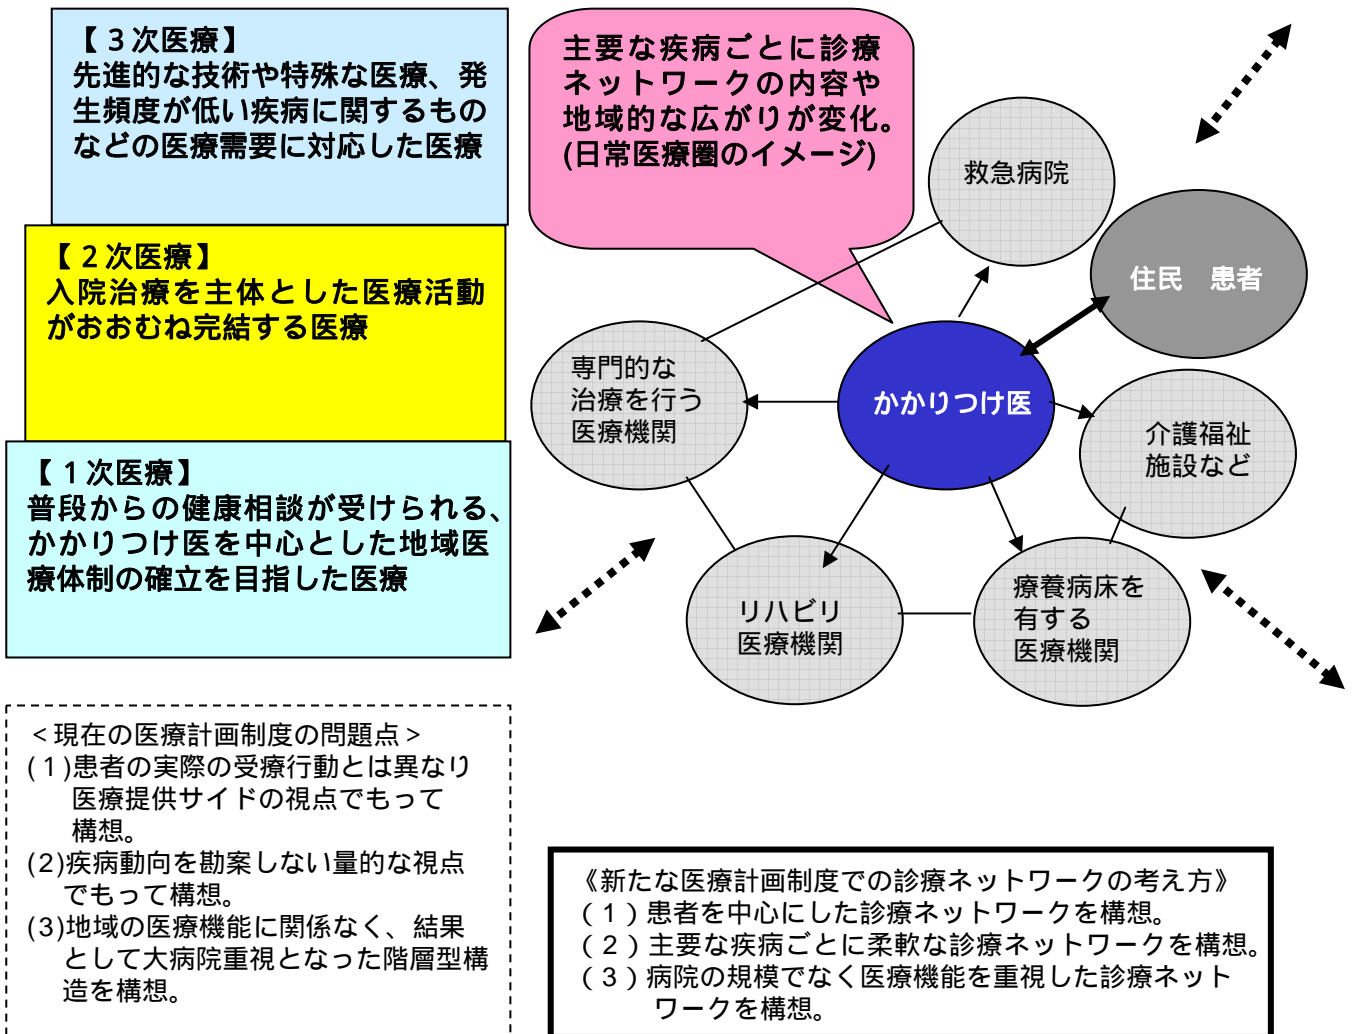 【３次医療】
先進的な技術や特殊な医療、発
生頻度が低い疾病に関するもの
などの医療需要に対応した医療
【２次医療】
入院治療を主体とした医療活動
がおおむね完結する医療
【１次医療】
普段からの健康相談が受けられる、
かかりつけ医を中心とした地域医
療体制の確立を目指した医療
主要な疾病ごとに診療
ネットワークの内容や
地域的な広がりが変化。
(日常医療圏のイメージ)
救急病院
住民　患者
専門的な
治療を行う
医療機関
かかりつけ医
介護福祉
施設など
リハビリ
医療機関
療養病床を
有する
医療機関
＜現在の医療計画制度の問題点＞
(１)患者の実際の受療行動とは異なり
医療提供サイドの視点でもって
構想。
(2)疾病動向を勘案しない量的な視点
でもって構想。
(3)地域の医療機能に関係なく、結果
として大病院重視となった階層型構
造を構想。
《新たな医療計画制度での診療ネットワークの考え方》
（１）患者を中心にした診療ネットワークを構想。
（２）主要な疾病ごとに柔軟な診療ネットワークを構想。
（３）病院の規模でなく医療機能を重視した診療ネット
ワークを構想。